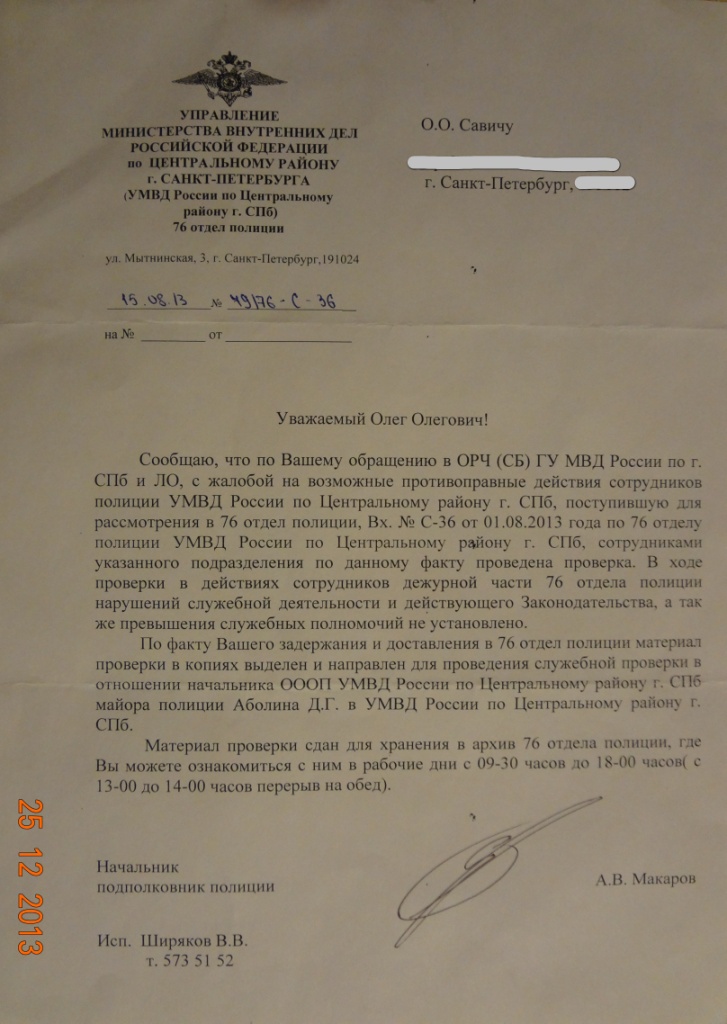 УПРАВЛЕНИЕ
МИНИСТЕРСТВА ВНУТРЕННИХ ДЕЛ
РОССИЙСКОЙ ФЕДЕРАЦИИ
по ЦЕНТРАЛЬНОМУ РАЙОНУ
г. САНКТ-ПЕТЕРБУРГА
(УМВД России по Центральному
району г. СПб)
76 отдел полиции
ул. Мытнинская, 3, г. Санкт-Петербург,191024
15.08.13 № 49/76-С-36
на № ___________ от ___________________
О.О. Савичу
г. Санкт-Петербург,
Уважаемый Олег Олегович!
Сообщаю, что по Вашему обращению в ОРЧ (СБ) ГУ МВД России по г.
СПб и ЛО, с жалобой на возможные противоправные действия сотрудников
полиции УМВД России по Центральному району г. СПб, поступившую для
рассмотрения в 76 отдел полиции, Вх. № С-36 от 01.08.2013 года по 76 отделу
полиции УМВД России по Центральному району г. СПб, сотрудниками
указанного подразделения по данному факту проведена проверка. В ходе
проверки в действиях сотрудников дежурной части 76 отдела полиции
нарушений служебной деятельности и действующего Законодательства, а так
же превышения служебных полномочий не установлено.
По факту Вашего задержания и доставления в 76 отдел полиции материал
проверки в копиях выделен и направлен для проведения служебной проверки в
отношении начальника ОООП УМВД России по Центральному району г. СПб
майора полиции Аболина Д.Г. в УМВД России по Центральному району г.
СПб.
Материал проверки сдан для хранения в архив 76 отдела полиции, где
Вы можете ознакомиться с ним в рабочие дни с 09-30 часов до 18-00 часов( с
13-00 до 14-00 часов перерыв на обед).
Начальник
подполковник полиции
А.В. Макаров
Исп. Ширяков В.В.
т. 573 51 52
25 12 2013